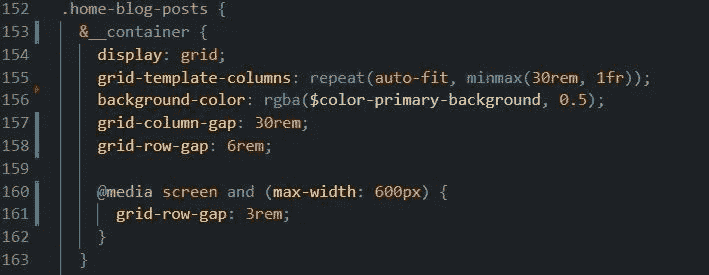 152 .home-blog-posts {
153 &__container {
154 display: grid;
155 grid-template-columns: repeat(auto-fit, minmax(30rem, 1fr));
156 background-color: rgba($color-primary-background, 0.5);
157 grid-column-gap: 30rem;
158 grid-row-gap: 6rem;
159
160 @media screen and (max-width: 600px) {
161 grid-row-gap: 3rem;
162 }
163 }